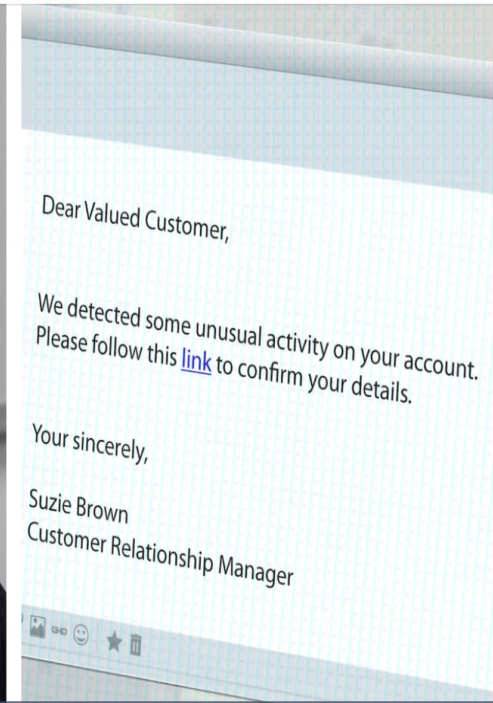 Dear Valued Customer,
We detected some unusual activity on your account.
Please follow this link to confirm your details.
Your sincerely,
Suzie Brown
Customer Relationship Manager